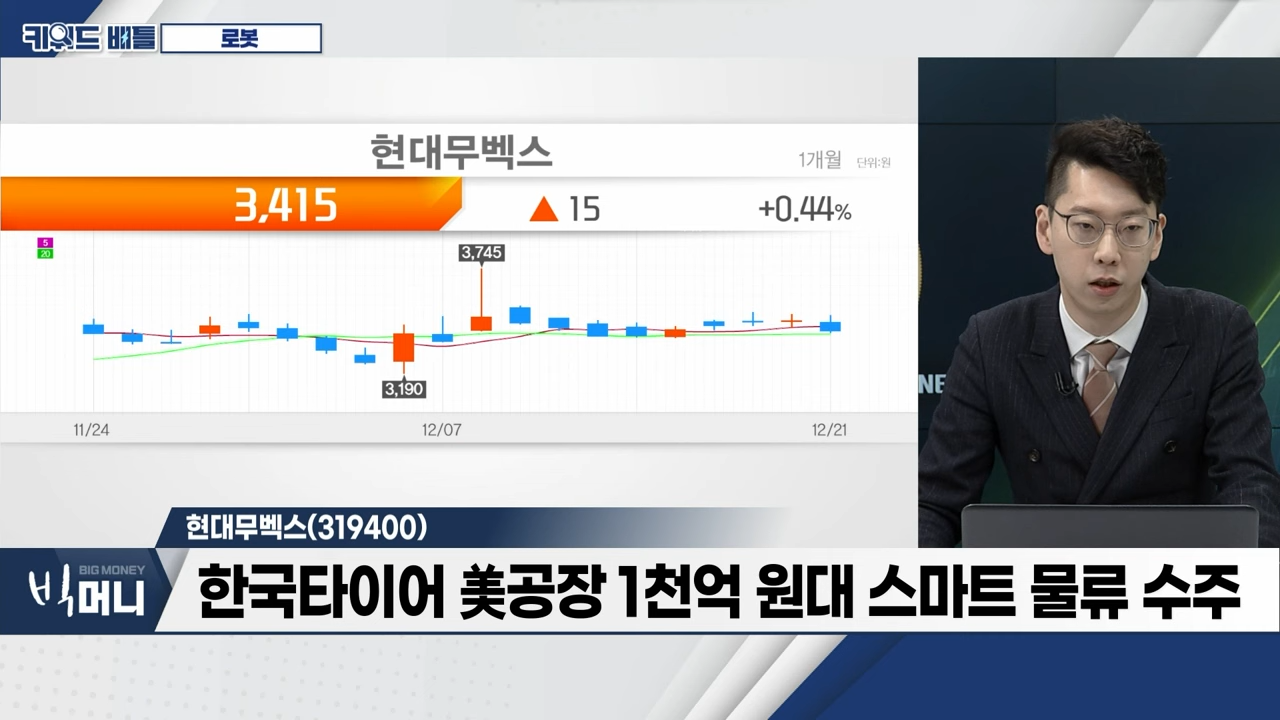 키워드 배틀
로봇
현대무벡스
1개월 단위:원
3,415 ▲ 15 +0.44%
5
20
3,745
3,190
11/24 12/07 12/21
NE
현대무벡스(319400)
BIG MONEY
빅머니
한국타이어 美공장 1천억 원대 스마트 물류 수주